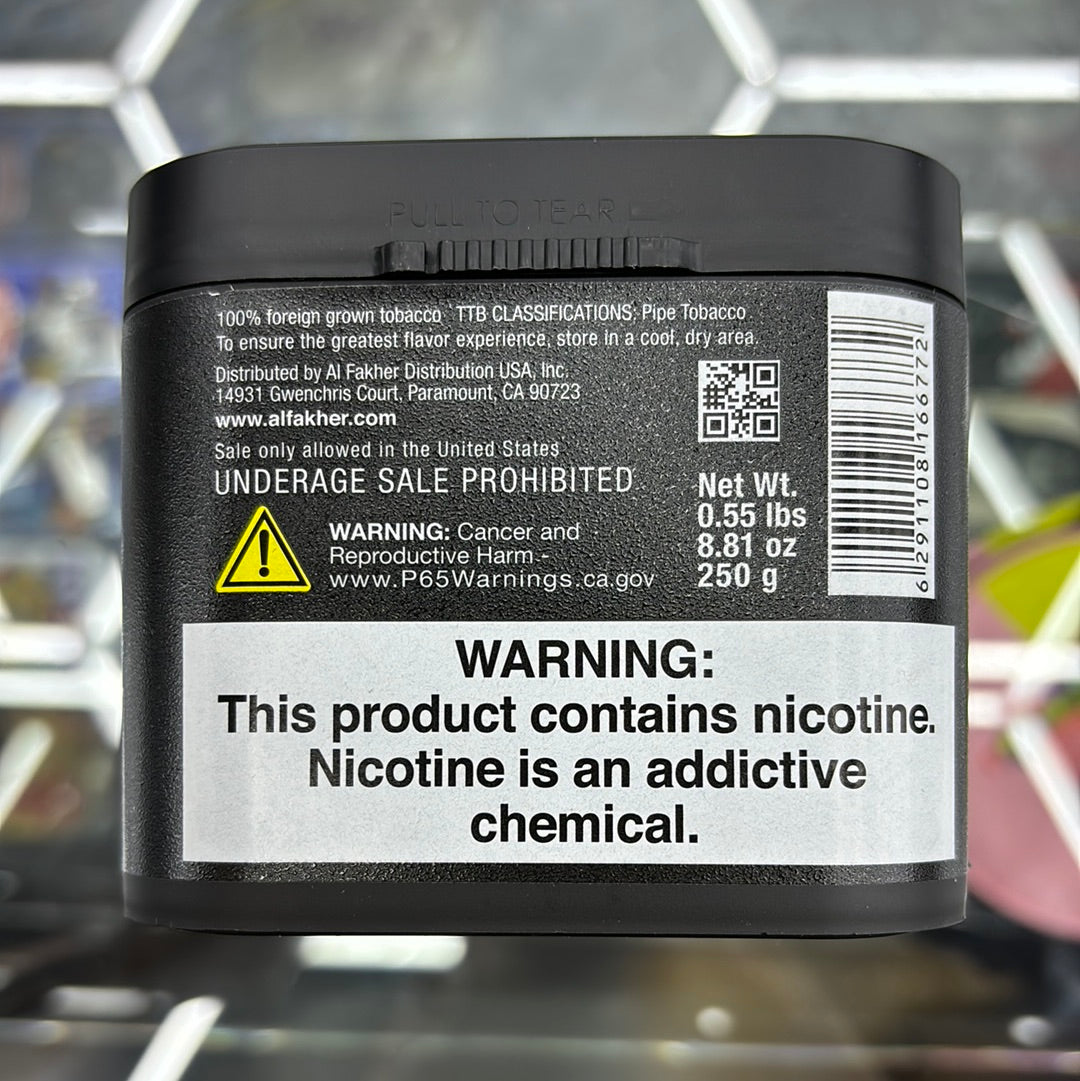 PULL TO TEAR
100% foreign grown tobacco TTB CLASSIFICATIONS: Pipe Tobacco
To ensure the greatest flavor experience, store in a cool, dry area.
Distributed by Al Fakher Distribution USA, Inc.
14931 Gwenchris Court, Paramount, CA 90723
www.alfakher.com
Sale only allowed in the United States
UNDERAGE SALE PROHIBITED
WARNING: Cancer and
Reproductive Harm -
www.P65Warnings.ca.gov
Net Wt.
0.55 lbs
8.81 oz
250 g
6 291108 166772
WARNING:
This product contains nicotine.
Nicotine is an addictive
chemical.